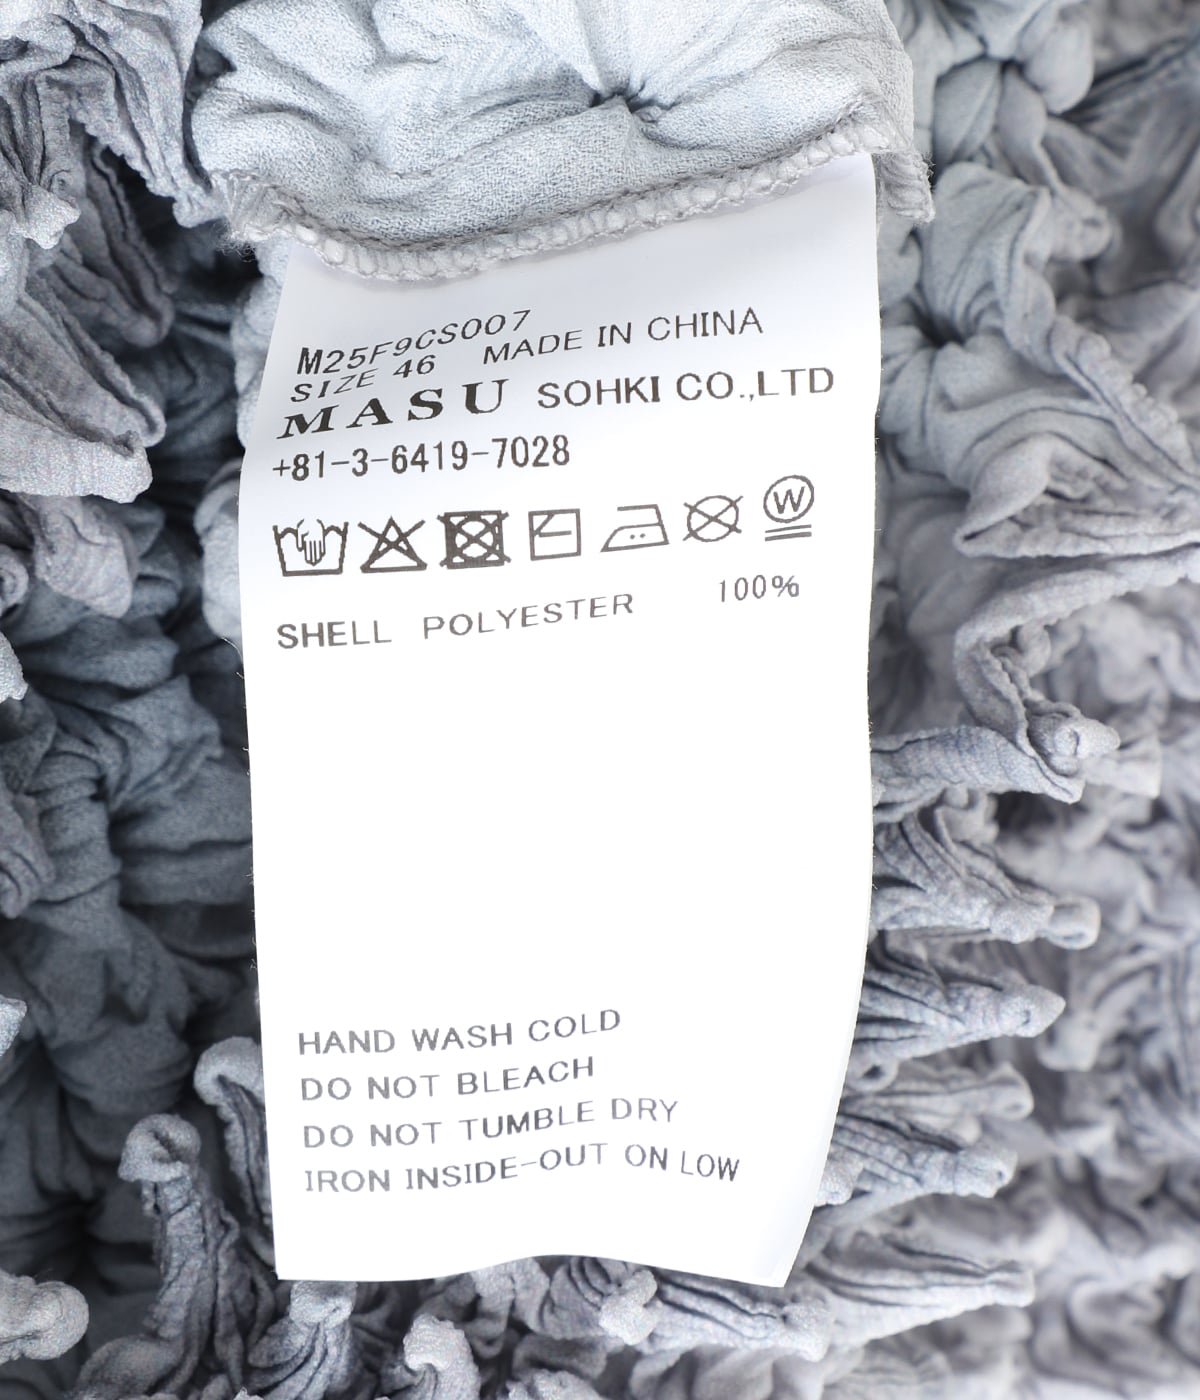 M25F9CS007
SIZE 46 MADE IN CHINA
MASU SOHKI CO.,LTD
+81-3-6419-7028
W
SHELL POLYESTER 100%
HAND WASH COLD
DO NOT BLEACH
DO NOT TUMBLE DRY
IRON INSIDE-OUT ON LOW